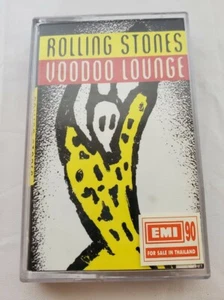 ROLLING STONES
VOODOO LOUNGE
EMI 90
FOR SALE IN THAILAND